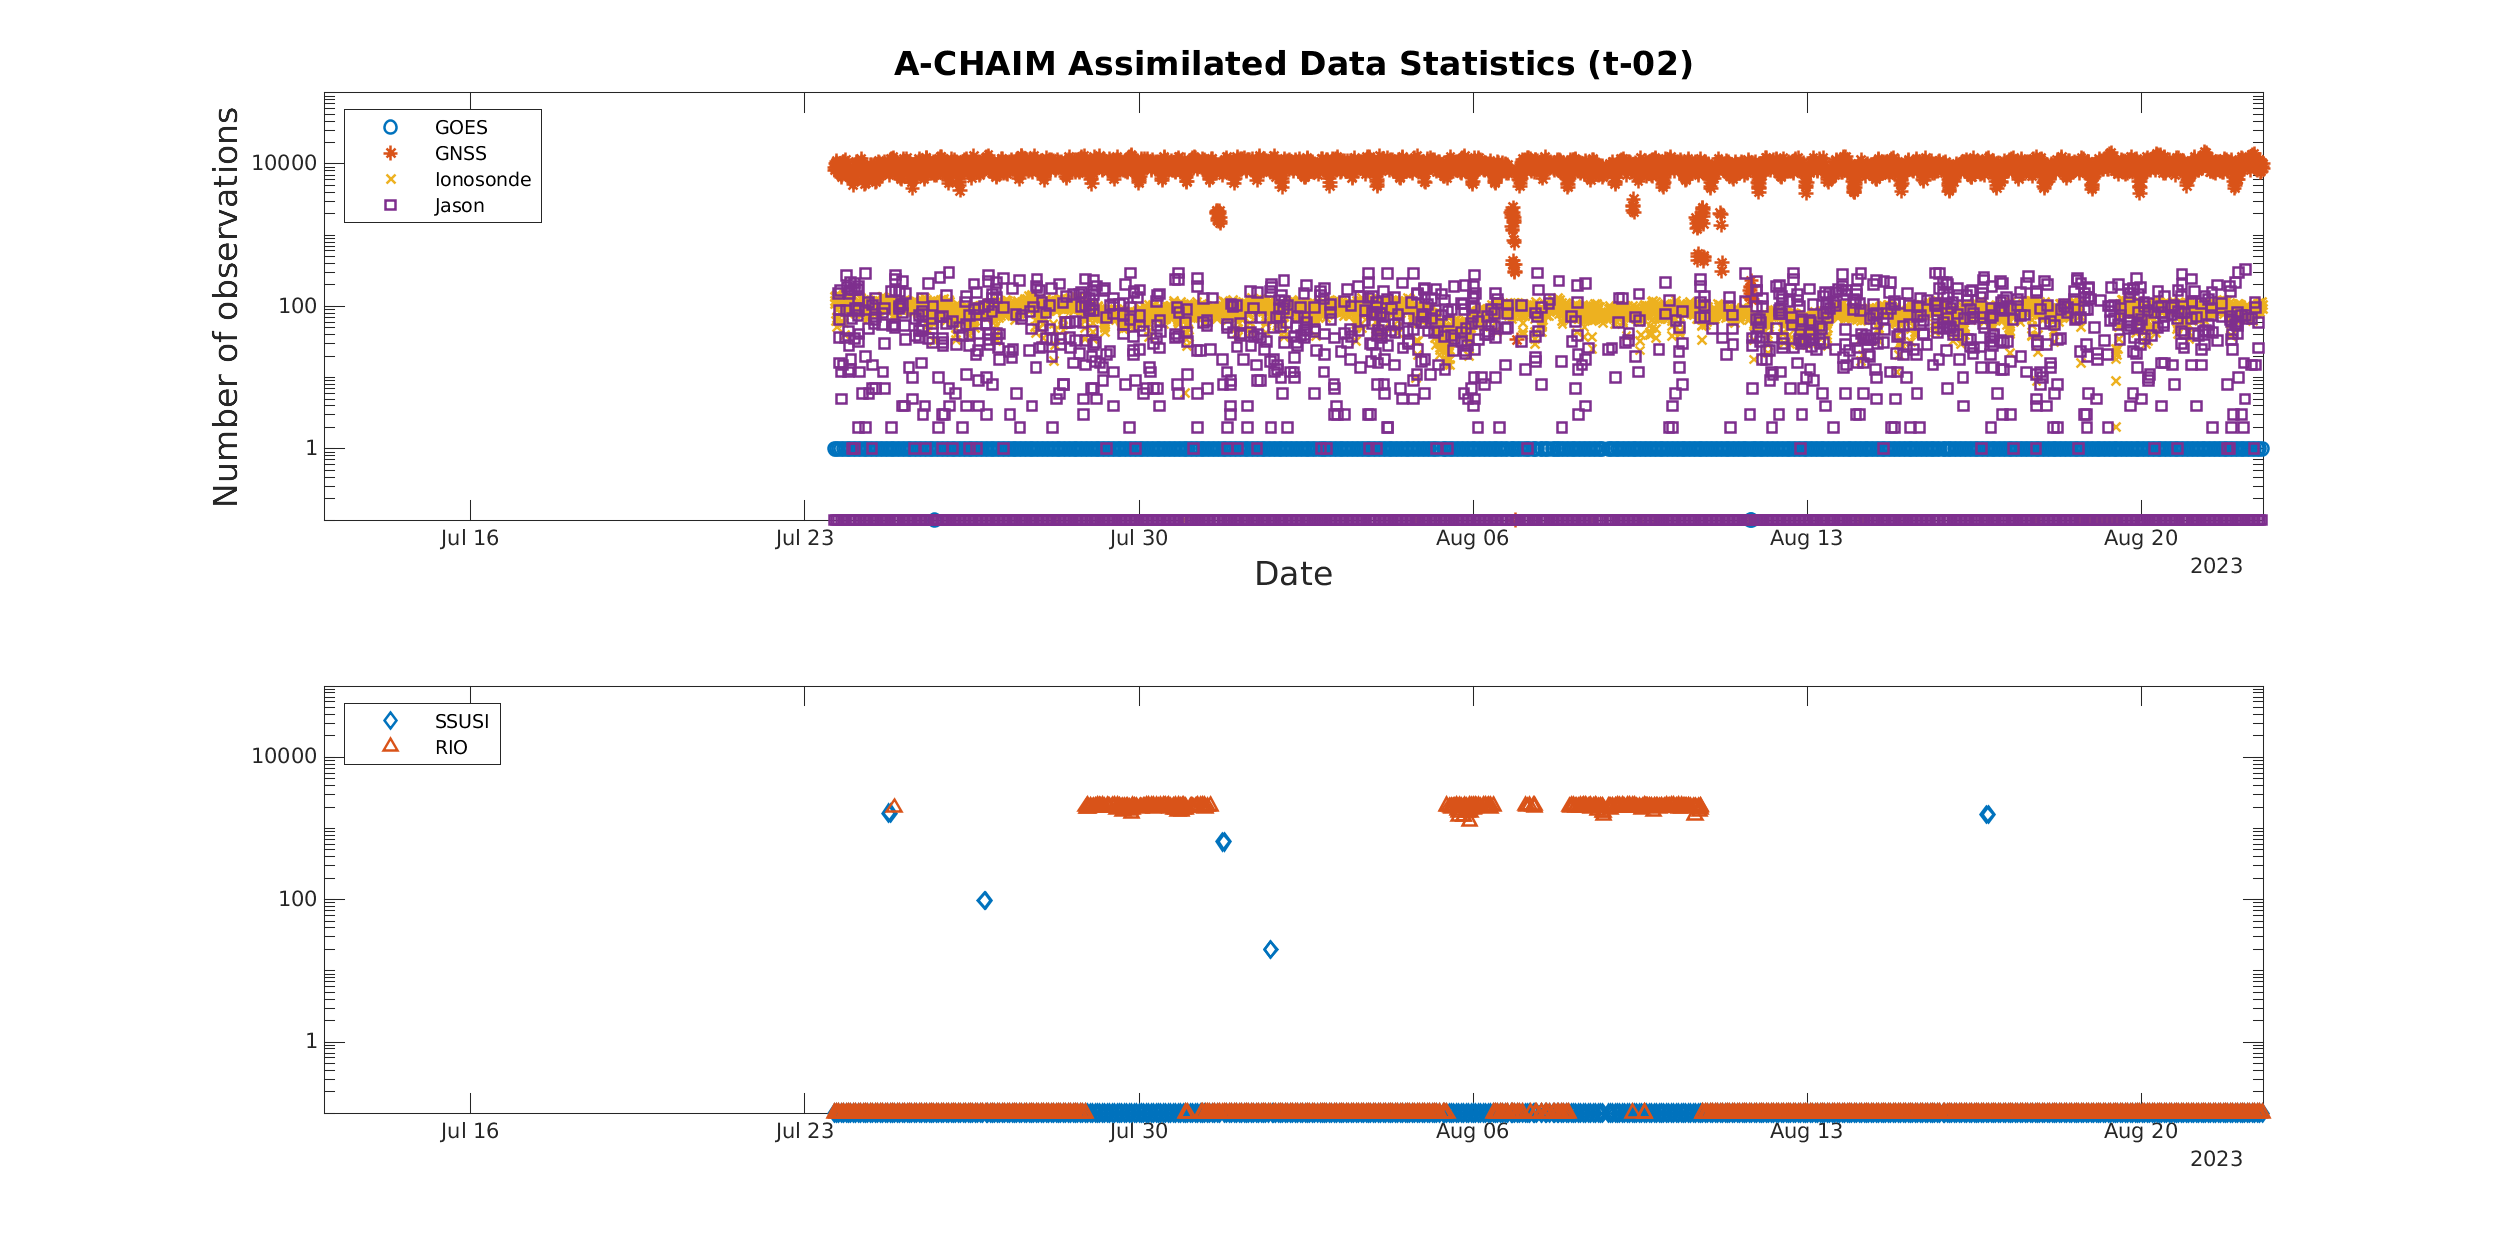 A-CHAIM Assimilated Data Statistics (t-02)
Number of observations
10000
100
1
GOES
GNSS
Ionosonde
Jason
Jul 16 Jul 23 Jul 30 Aug 06 Aug 13 Aug 20
2023
Date
10000
100
1
SSUSI
RIO
Jul 16 Jul 23 Jul 30 Aug 06 Aug 13 Aug 20
2023